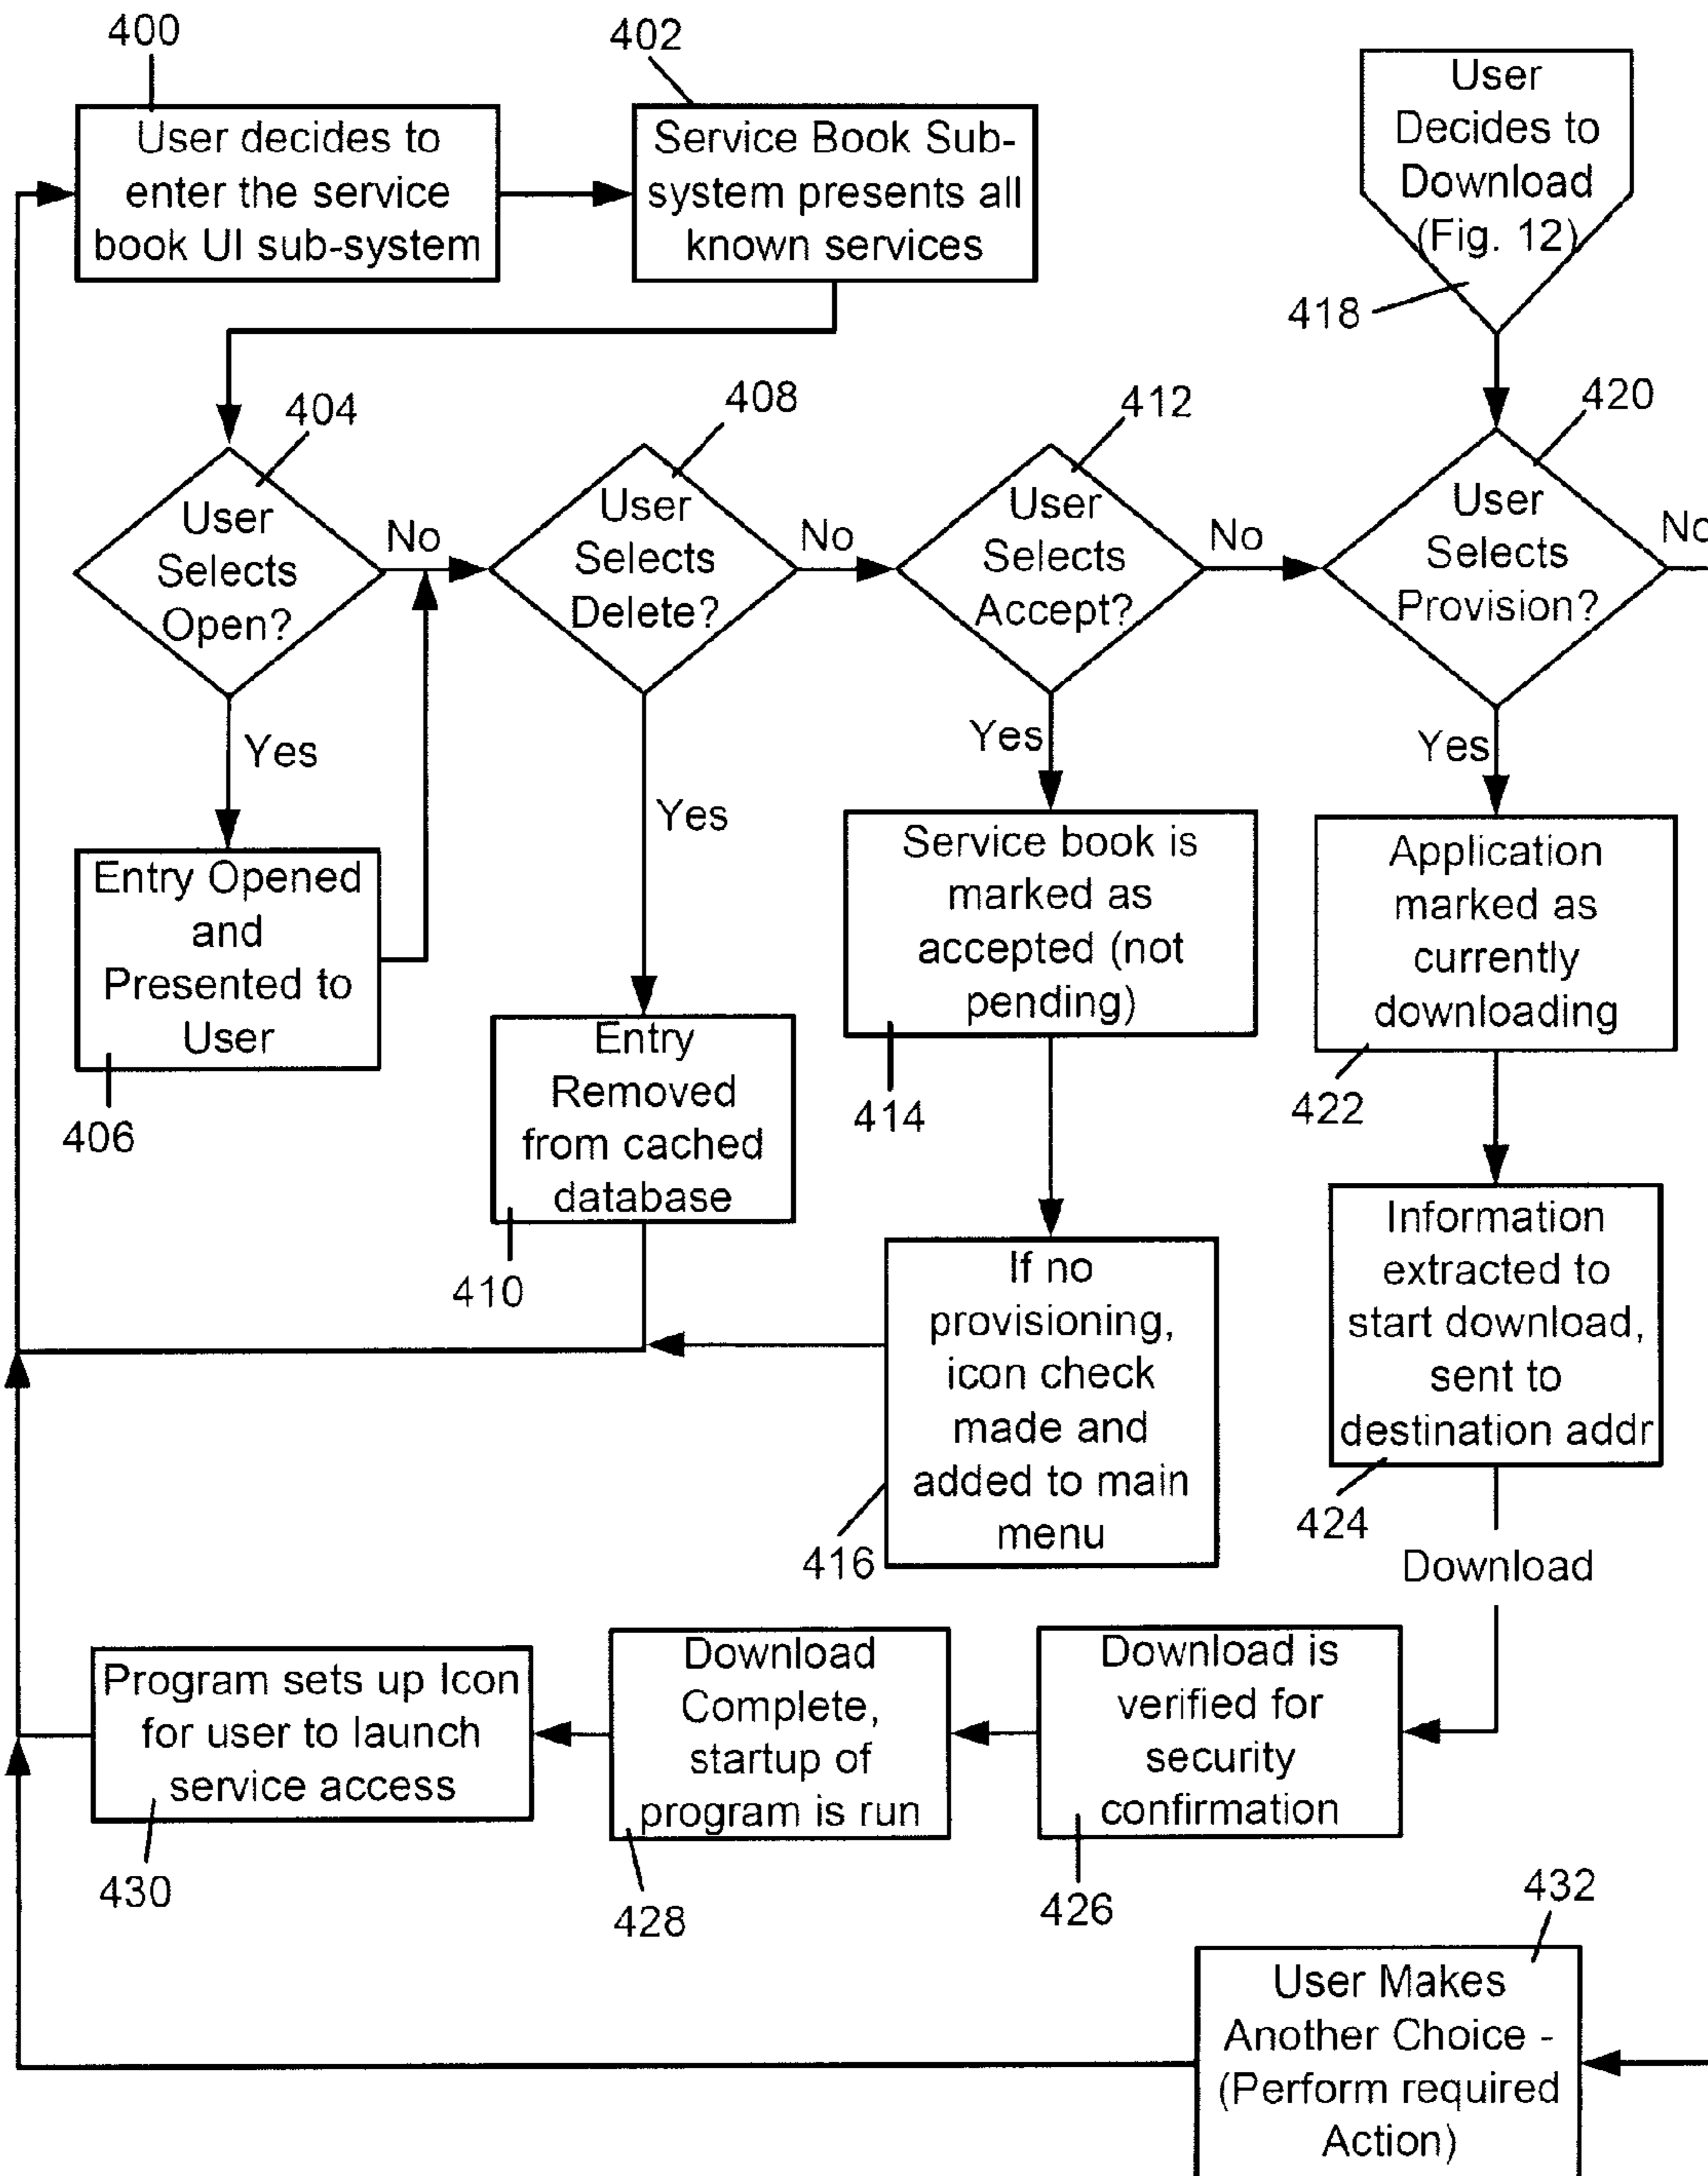 400
402
User decides to
enter the service
book UI sub-system
Service Book Sub-
system presents all
known services
User
Decides to
Download
(Fig. 12)
418
404
408
412
420
User
Selects
Open?
No
User
Selects
Delete?
No
User
Selects
Accept?
No
User
Selects
Provision?
No
Yes
Yes
Yes
Yes
Entry Opened
and
Presented to
User
406
Entry
Removed
from cached
database
410
Service book is
marked as
accepted (not
pending)
414
Application
marked as
currently
downloading
422
If no
provisioning,
icon check
made and
added to main
menu
416
Information
extracted to
start download,
sent to
destination addr
424
Download
Program sets up Icon
for user to launch
service access
430
Download
Complete,
startup of
program is run
428
Download is
verified for
security
confirmation
426
432
User Makes
Another Choice -
(Perform required
Action)